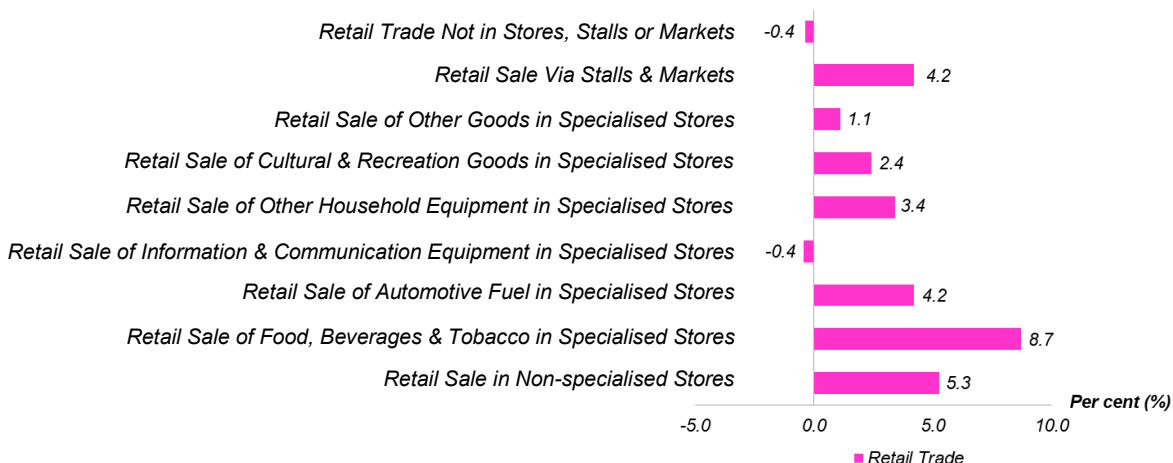 Retail Trade Not in Stores, Stalls or Markets -0.4
Retail Sale Via Stalls & Markets 4.2
Retail Sale of Other Goods in Specialised Stores 1.1
Retail Sale of Cultural & Recreation Goods in Specialised Stores 2.4
Retail Sale of Other Household Equipment in Specialised Stores 3.4
Retail Sale of Information & Communication Equipment in Specialised Stores -0.4
Retail Sale of Automotive Fuel in Specialised Stores 4.2
Retail Sale of Food, Beverages & Tobacco in Specialised Stores 8.7
Retail Sale in Non-specialised Stores 5.3
Per cent (%)
-5.0 0.0 5.0 10.0
Retail Trade